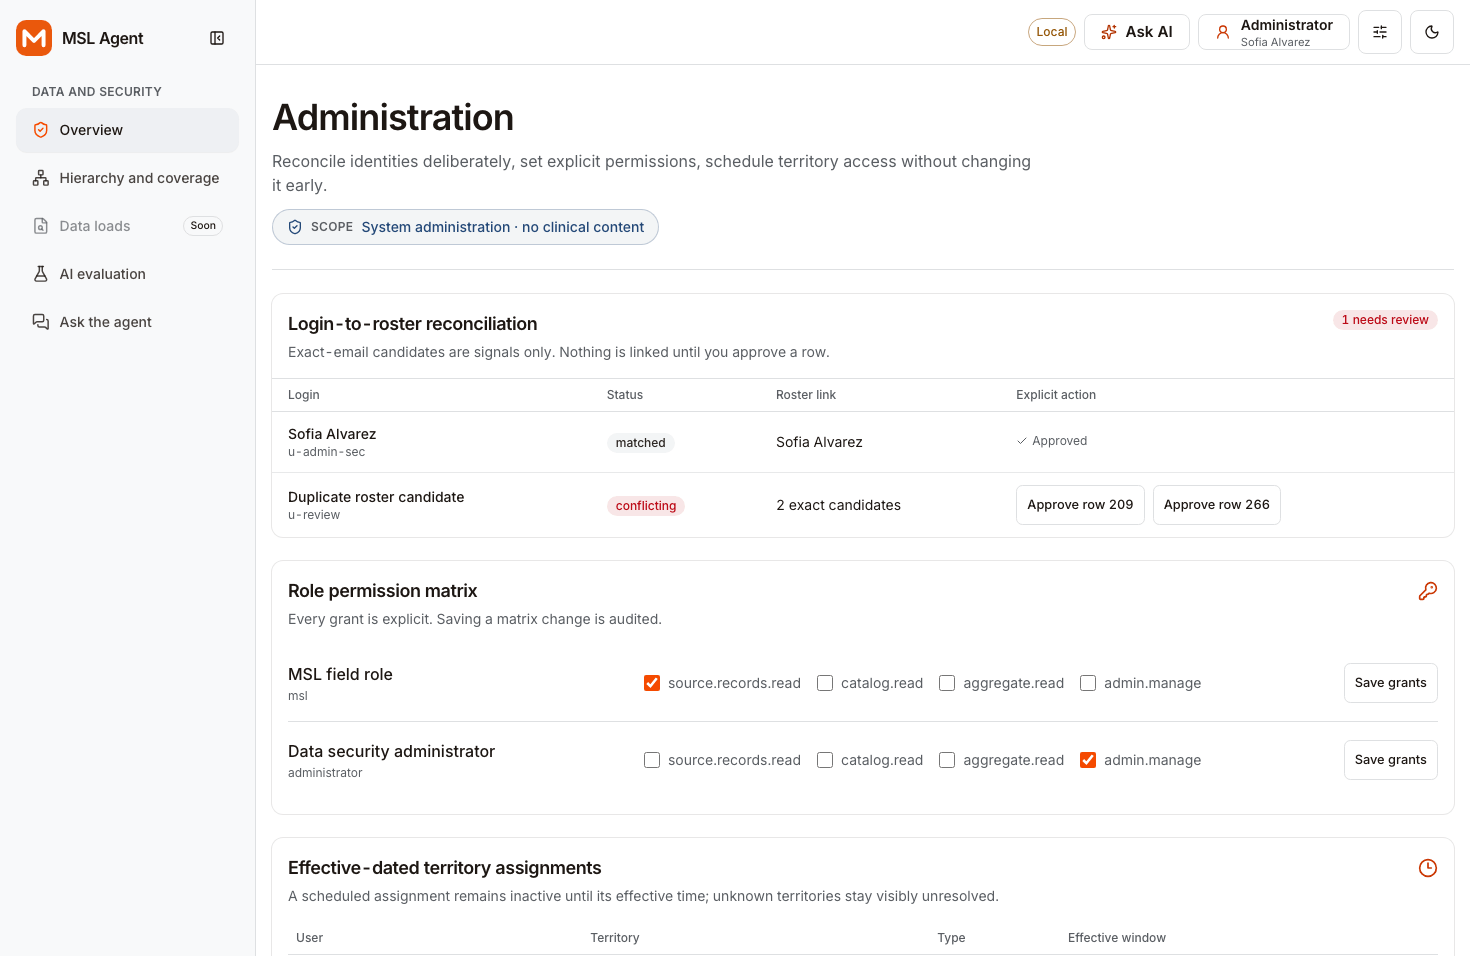 MSL Agent
Local
Ask AI
Administrator
Sofia Alvarez
DATA AND SECURITY
Overview
Hierarchy and coverage
Data loads
Soon
AI evaluation
Ask the agent
Administration
Reconcile identities deliberately, set explicit permissions, schedule territory access without changing
it early.
SCOPE System administration · no clinical content
Login-to-roster reconciliation
1 needs review
Exact-email candidates are signals only. Nothing is linked until you approve a row.
Login Status Roster link Explicit action
Sofia Alvarez
u-admin-sec
matched
Sofia Alvarez
Approved
Duplicate roster candidate
u-review
conflicting
2 exact candidates
Approve row 209
Approve row 266
Role permission matrix
Every grant is explicit. Saving a matrix change is audited.
MSL field role
msl
source.records.read catalog.read aggregate.read admin.manage
Save grants
Data security administrator
administrator
source.records.read catalog.read aggregate.read admin.manage
Save grants
Effective-dated territory assignments
A scheduled assignment remains inactive until its effective time; unknown territories stay visibly unresolved.
User Territory Type Effective window